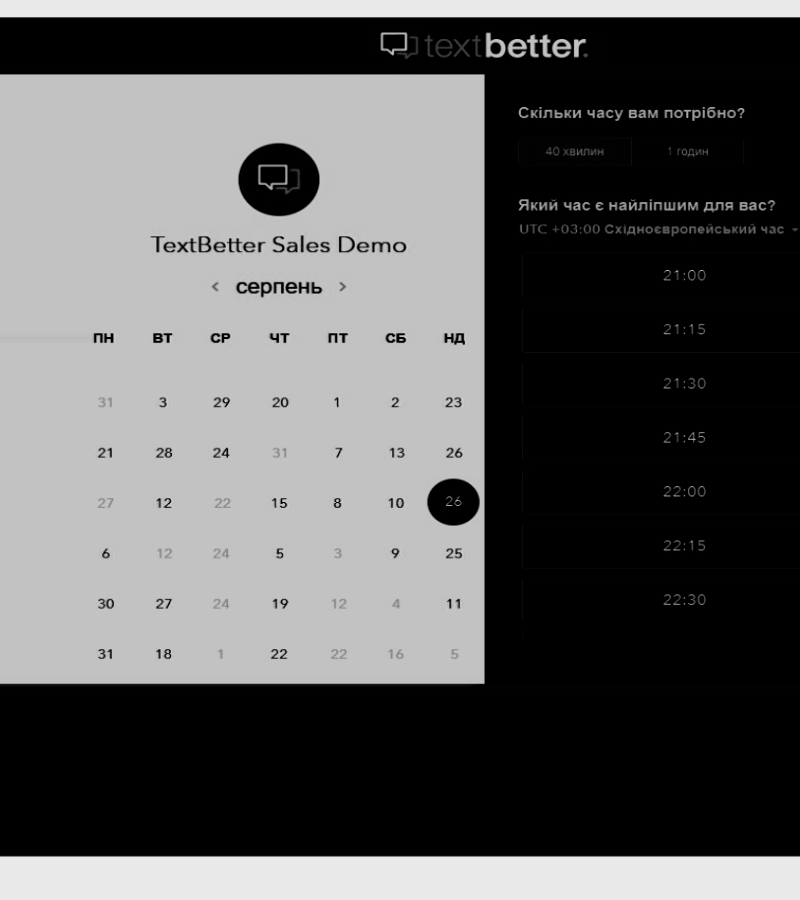 textbetter.
TextBetter Sales Demo
‹ серпень ›
ПН ВТ СР ЧТ ПТ СБ НД
31 3 29 20 1 2 23
21 28 24 31 7 13 26
27 12 22 15 8 10 26
6 12 24 5 3 9 25
30 27 24 19 12 4 11
31 18 1 22 22 16 5
Скільки часу вам потрібно?
40 хвилин 1 годин
Який час є найліпшим для вас?
UTC +03:00 Східноєвропейський час
21:00
21:15
21:30
21:45
22:00
22:15
22:30